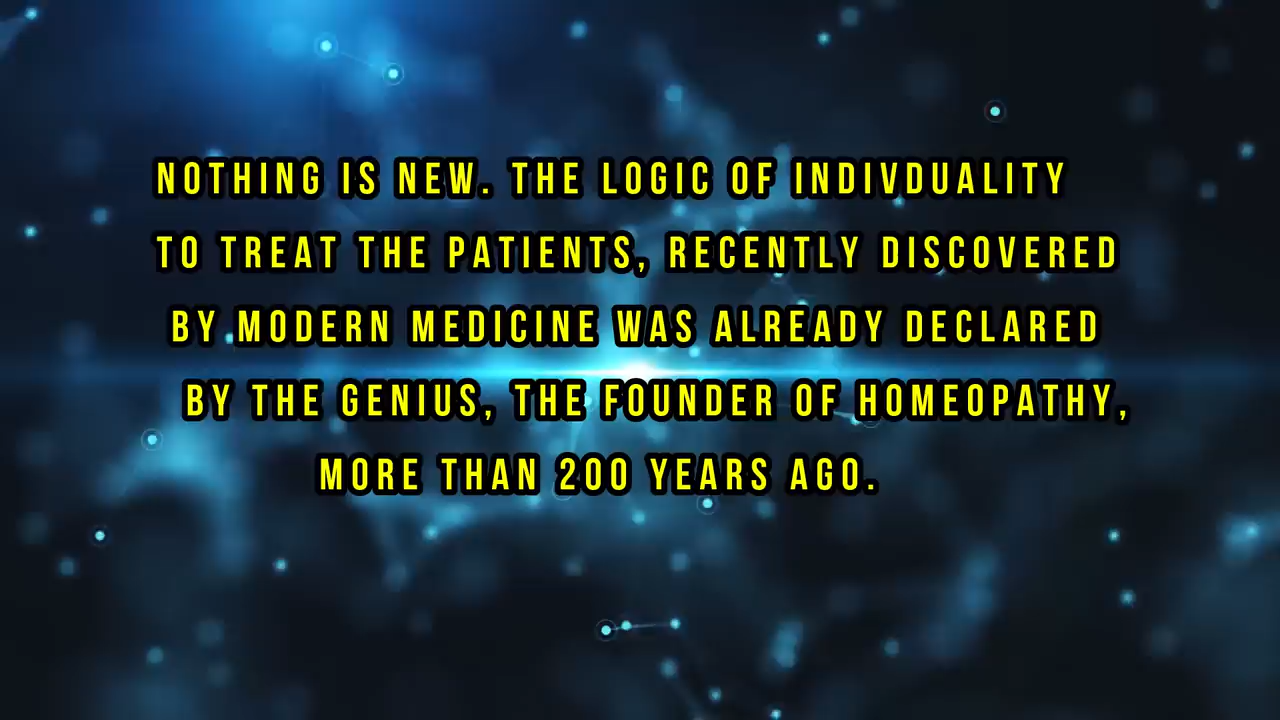 NOTHING IS NEW. THE LOGIC OF INDIVDUALITY
TO TREAT THE PATIENTS, RECENTLY DISCOVERED
BY MODERN MEDICINE WAS ALREADY DECLARED
BY THE GENIUS, THE FOUNDER OF HOMEOPATHY,
MORE THAN 200 YEARS AGO.